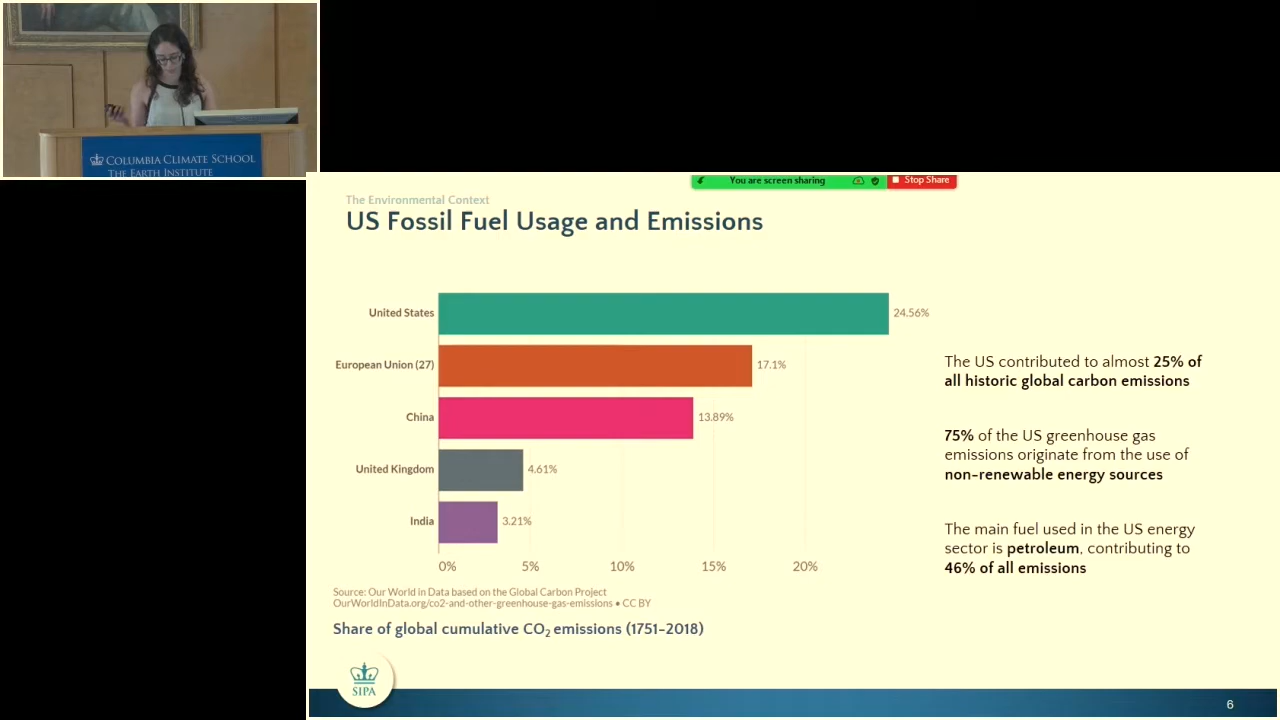 COLUMBIA CLIMATE SCHOOL
THE EARTH INSTITUTE
You are screen sharing
Stop Share
The Environmental Context
US Fossil Fuel Usage and Emissions
United States
24.56%
European Union (27)
17.1%
China
13.89%
United Kingdom
4.61%
India
3.21%
0%
5%
10%
15%
20%
Source: Our World in Data based on the Global Carbon Project
OurWorldInData.org/co2-and-other-greenhouse-gas-emissions • CC BY
Share of global cumulative CO₂ emissions (1751-2018)
The US contributed to almost 25% of
all historic global carbon emissions
75% of the US greenhouse gas
emissions originate from the use of
non-renewable energy sources
The main fuel used in the US energy
sector is petroleum, contributing to
46% of all emissions
SIPA
6